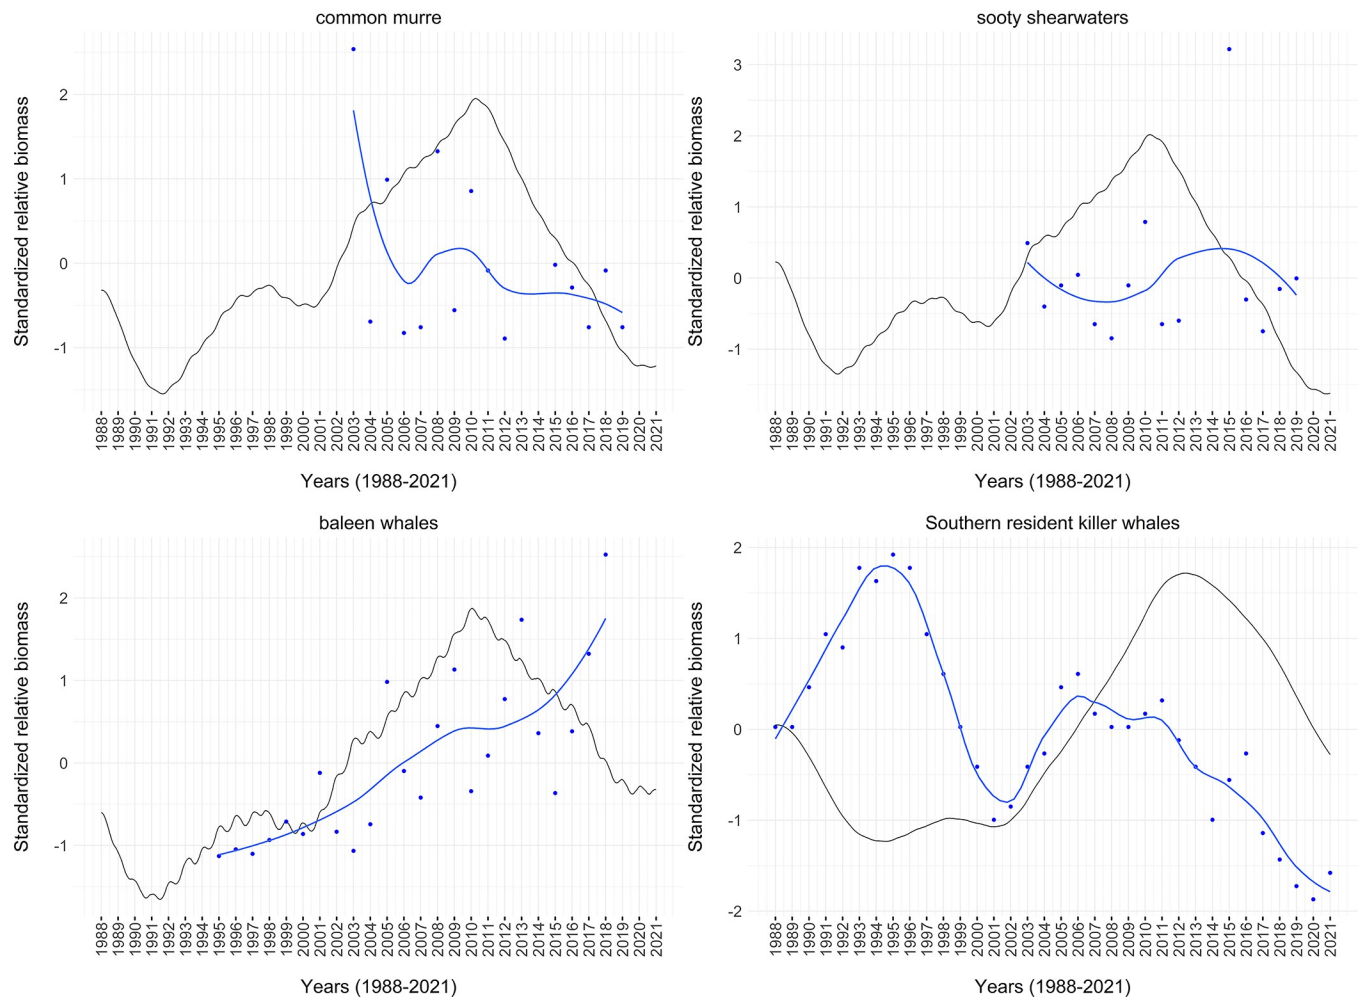 common murre
Standardized relative biomass
2
1
0
-1
1988 1989 1990 1991 1992 1993 1994 1995 1996 1997 1998 1999 2000 2001 2002 2003 2004 2005 2006 2007 2008 2009 2010 2011 2012 2013 2014 2015 2016 2017 2018 2019 2020 2021
Years (1988-2021)
sooty shearwaters
Standardized relative biomass
3
2
1
0
-1
1988 1989 1990 1991 1992 1993 1994 1995 1996 1997 1998 1999 2000 2001 2002 2003 2004 2005 2006 2007 2008 2009 2010 2011 2012 2013 2014 2015 2016 2017 2018 2019 2020 2021
Years (1988-2021)
baleen whales
Standardized relative biomass
2
1
0
-1
1988 1989 1990 1991 1992 1993 1994 1995 1996 1997 1998 1999 2000 2001 2002 2003 2004 2005 2006 2007 2008 2009 2010 2011 2012 2013 2014 2015 2016 2017 2018 2019 2020 2021
Years (1988-2021)
Southern resident killer whales
Standardized relative biomass
2
1
0
-1
-2
1988 1989 1990 1991 1992 1993 1994 1995 1996 1997 1998 1999 2000 2001 2002 2003 2004 2005 2006 2007 2008 2009 2010 2011 2012 2013 2014 2015 2016 2017 2018 2019 2020 2021
Years (1988-2021)